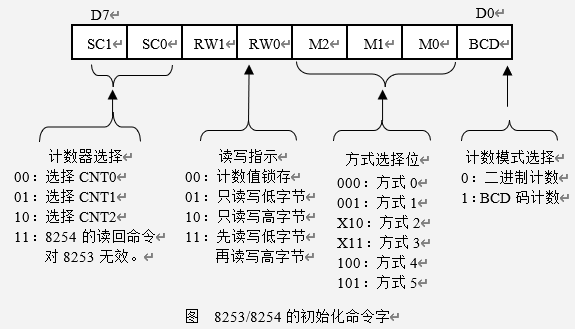 D7 D0
SC1 SC0 RW1 RW0 M2 M1 M0 BCD
计数器选择
00：选择 CNT0
01：选择 CNT1
10：选择 CNT2
11：8254 的读回命令
对 8253 无效。
读写指示
00：计数值锁存
01：只读写低字节
10：只读写高字节
11：先读写低字节
再读写高字节
方式选择位
000：方式 0
001：方式 1
X10：方式 2
X11：方式 3
100：方式 4
101：方式 5
计数模式选择
0：二进制计数
1：BCD 码计数
图 8253/8254 的初始化命令字